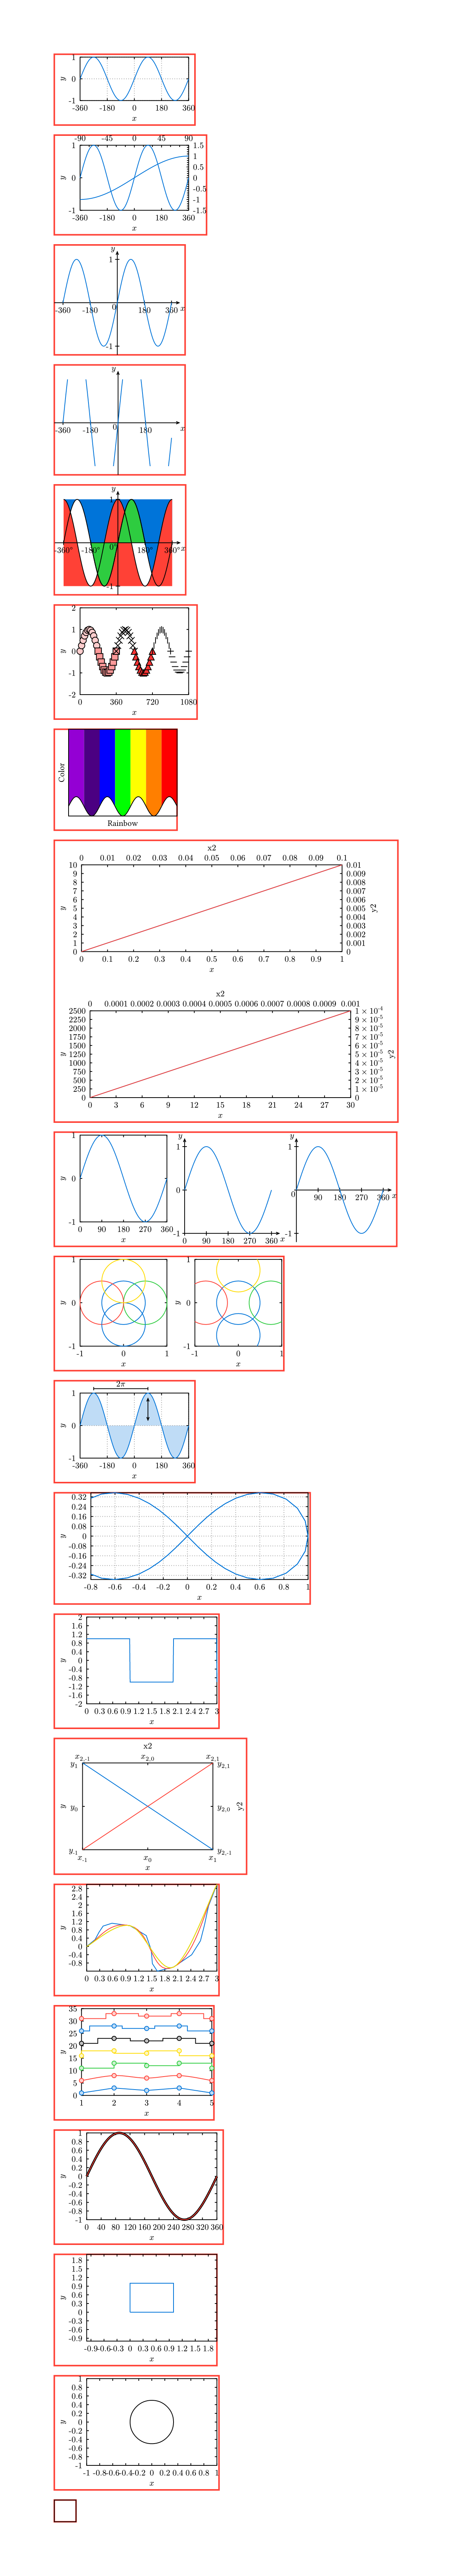 1
y 0
-1
-360 -180 0 180 360
x
-90 -45 0 45 90
1 1.5
1
0.5
y 0 0
-0.5
-1
-1 -1.5
-360 -180 0 180 360
x
y
1
-360 -180 0 180 360 x
-1
y
-360 -180 0 180 x
y
1
-360° -180° 0° 180° 360° x
-1
2
1
y 0
-1
-2
0 360 720 1080
x
Color
Rainbow
x2
0 0.01 0.02 0.03 0.04 0.05 0.06 0.07 0.08 0.09 0.1
10 0.01
9 0.009
8 0.008
7 0.007
6 0.006
y 5 0.005 y2
4 0.004
3 0.003
2 0.002
1 0.001
0 0
0 0.1 0.2 0.3 0.4 0.5 0.6 0.7 0.8 0.9 1
x
x2
0 0.0001 0.0002 0.0003 0.0004 0.0005 0.0006 0.0007 0.0008 0.0009 0.001
2500 1 × 10⁻⁴
2250 9 × 10⁻⁵
2000 8 × 10⁻⁵
1750 7 × 10⁻⁵
1500 6 × 10⁻⁵
y 1250 5 × 10⁻⁵ y2
1000 4 × 10⁻⁵
750 3 × 10⁻⁵
500 2 × 10⁻⁵
250 1 × 10⁻⁵
0 0
0 3 6 9 12 15 18 21 24 27 30
x
1
y 0
-1
0 90 180 270 360
x
y
1
0
-1
0 90 180 270 360 x
y
1
0 90 180 270 360 x
-1
1
y 0
-1
-1 0 1
x
1
y 0
-1
-1 0 1
x
2π
1
y 0
-1
-360 -180 0 180 360
x
0.32
0.24
0.16
0.08
y 0
-0.08
-0.16
-0.24
-0.32
-0.8 -0.6 -0.4 -0.2 0 0.2 0.4 0.6 0.8 1
x
2
1.6
1.2
0.8
0.4
y 0
-0.4
-0.8
-1.2
-1.6
-2
0 0.3 0.6 0.9 1.2 1.5 1.8 2.1 2.4 2.7 3
x
x2
x₂,₋₁ x₂,₀ x₂,₁
y₁ y₂,₁
y y₀ y₂,₀ y2
y₋₁ y₂,₋₁
x₋₁ x₀ x₁
x
2.8
2.4
2
1.6
1.2
y 0.8
0.4
0
-0.4
-0.8
0 0.3 0.6 0.9 1.2 1.5 1.8 2.1 2.4 2.7 3
x
35
30
25
20
y 15
10
5
0
1 2 3 4 5
x
1
0.8
0.6
0.4
0.2
y 0
-0.2
-0.4
-0.6
-0.8
-1
0 40 80 120 160 200 240 280 320 360
x
1.8
1.5
1.2
0.9
y 0.6
0.3
0
-0.3
-0.6
-0.9
-0.9 -0.6 -0.3 0 0.3 0.6 0.9 1.2 1.5 1.8
x
1
0.8
0.6
0.4
0.2
y 0
-0.2
-0.4
-0.6
-0.8
-1
-1 -0.8 -0.6 -0.4 -0.2 0 0.2 0.4 0.6 0.8 1
x